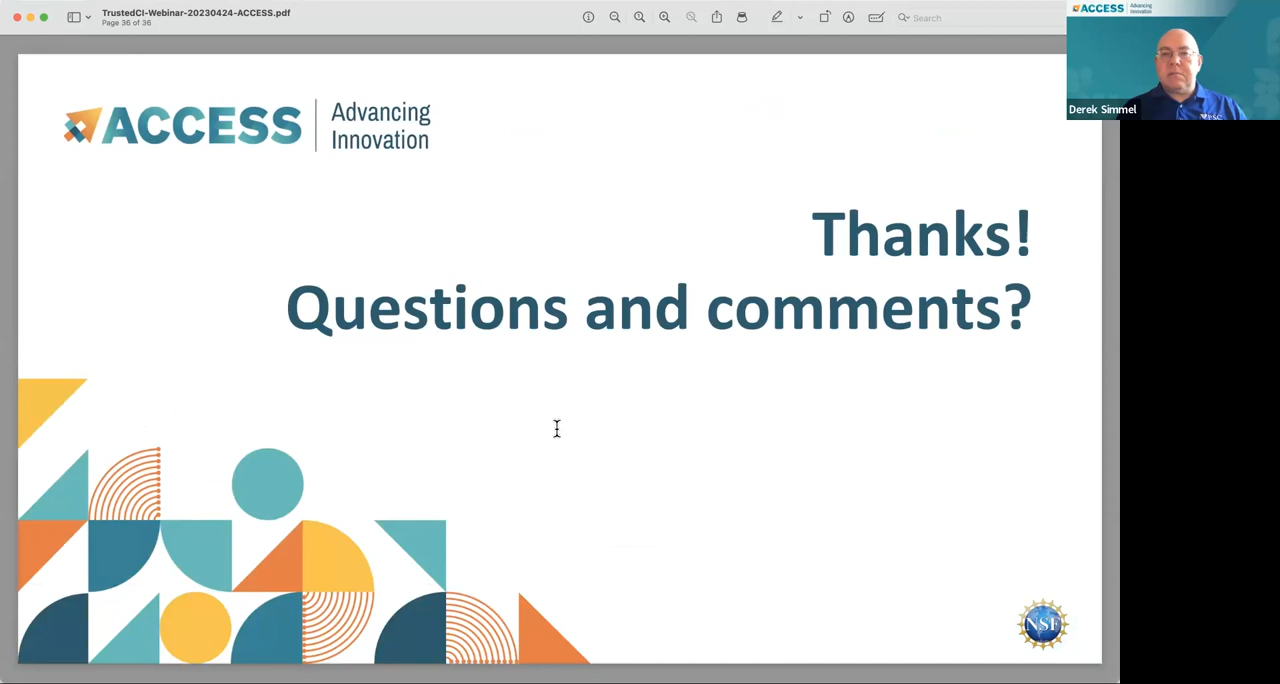 TrustedCI-Webinar-20230424-ACCESS.pdf
Page 36 of 36
Search
ACCESS
Advancing
Innovation
Derek Simmel
PSC
ACCESS
Advancing
Innovation
Thanks!
Questions and comments?
NSF